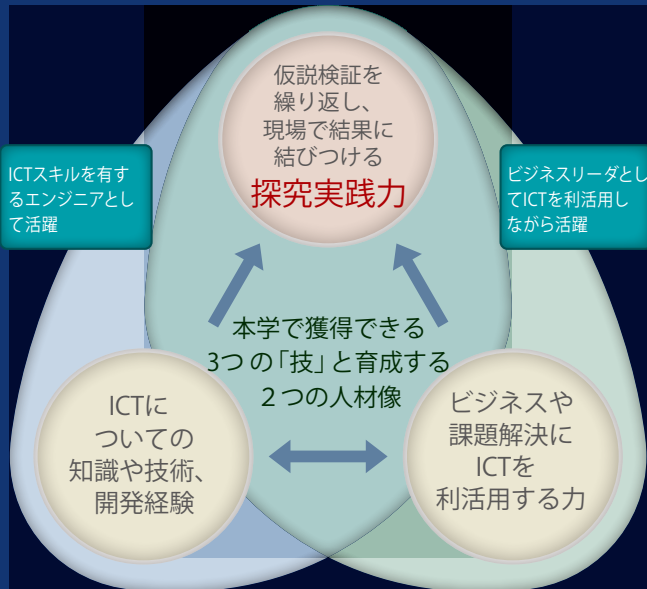 仮説検証を
繰り返し、
現場で結果に
結びつける
探究実践力
ICTスキルを有す
るエンジニアとし
て活躍
ビジネスリーダとし
てICTを利活用し
ながら活躍
本学で獲得できる
3つの「技」と育成する
2つの人材像
ICTに
ついての
知識や技術、
開発経験
ビジネスや
課題解決に
ICTを
利活用する力